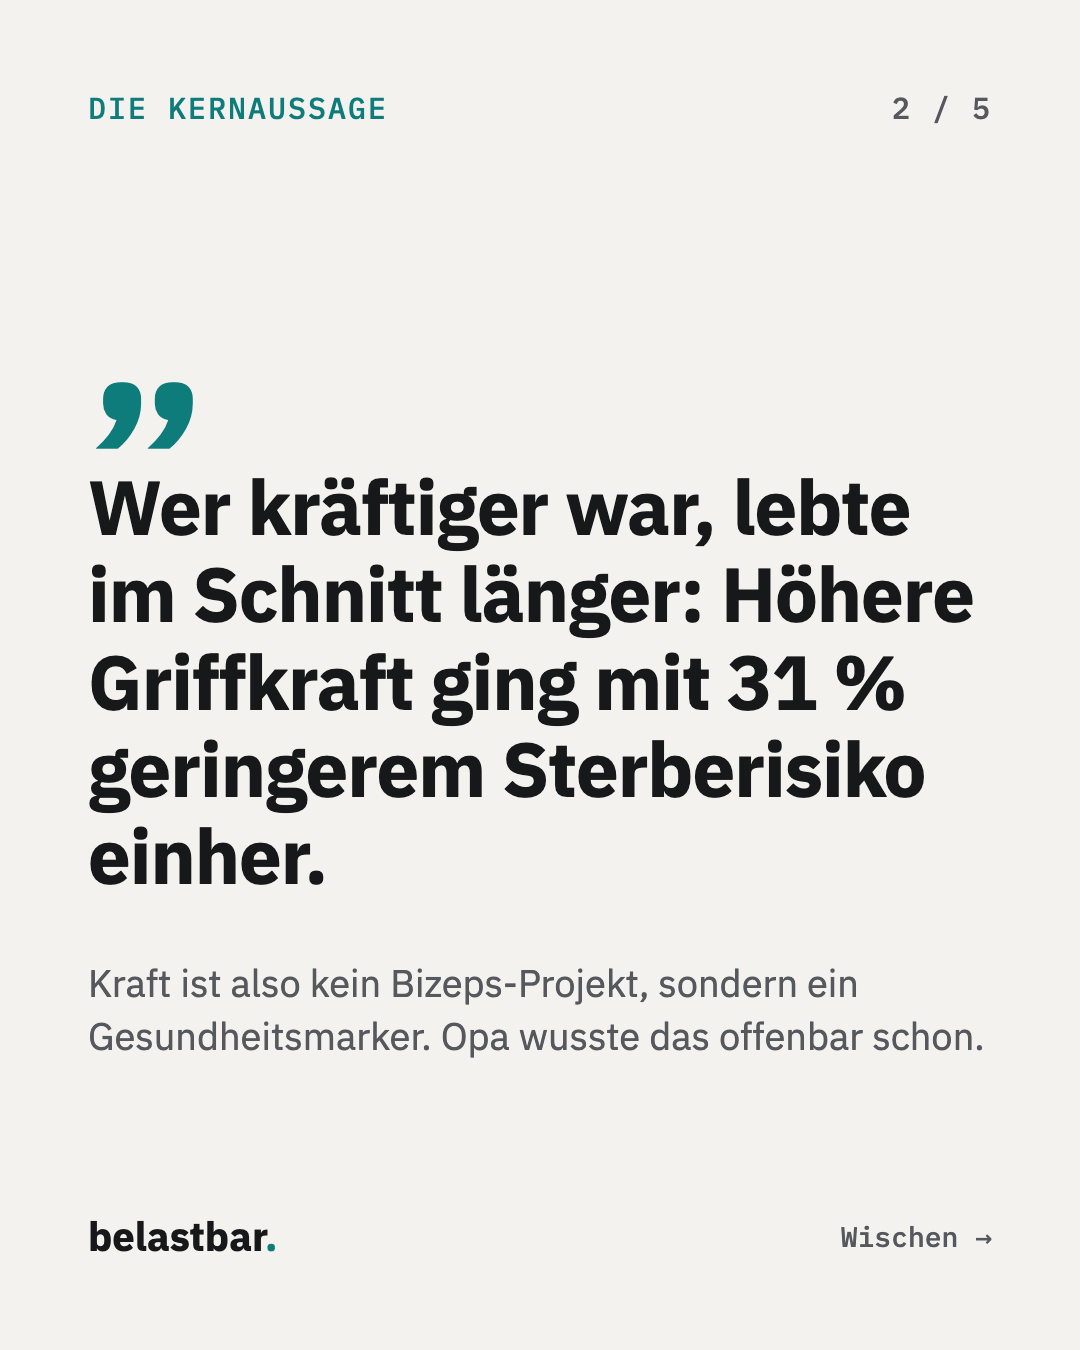 DIE KERNAUSSAGE
2 / 5
”
Wer kräftiger war, lebte
im Schnitt länger: Höhere
Griffkraft ging mit 31 %
geringerem Sterberisiko
einher.
Kraft ist also kein Bizeps-Projekt, sondern ein
Gesundheitsmarker. Opa wusste das offenbar schon.
belastbar.
Wischen →